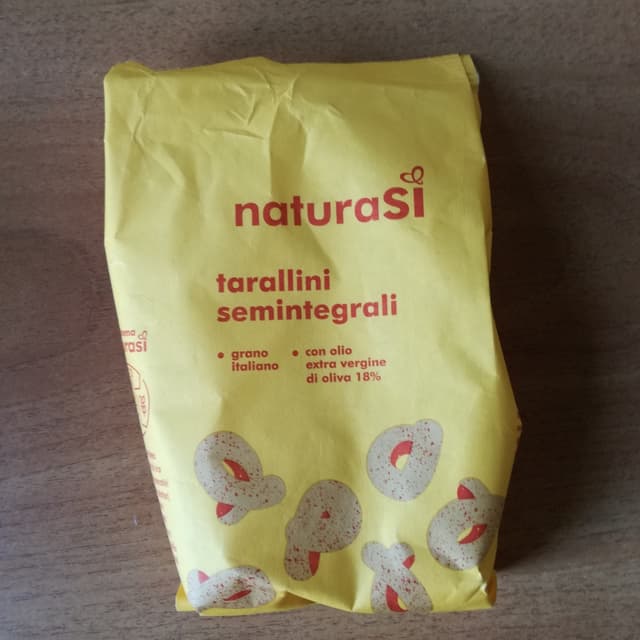 naturasì
tarallini
semintegrali
• grano
italiano
• con olio
extra vergine
di oliva 18%